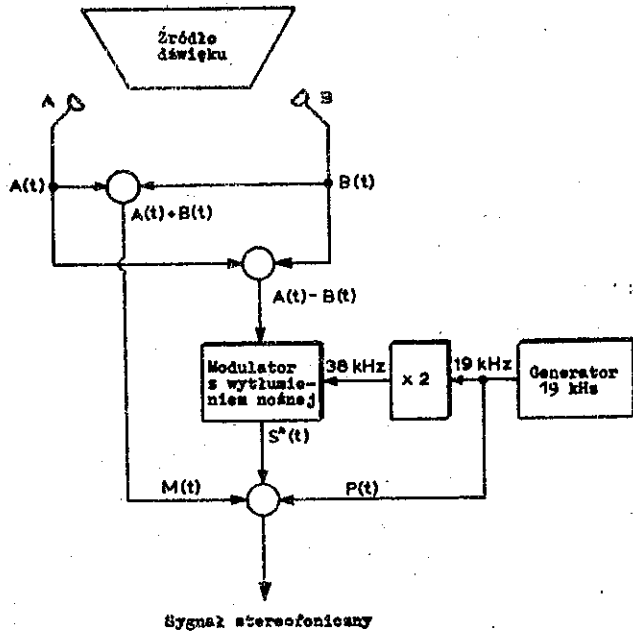 Źródło
dźwięku
A
B
A(t)
B(t)
A(t)+B(t)
A(t)-B(t)
Modulator
z wytłumie-
niem nośnej
38 kHz
x 2
19 kHz
Generator
19 kHz
S*(t)
M(t)
P(t)
Sygnał stereofoniczny